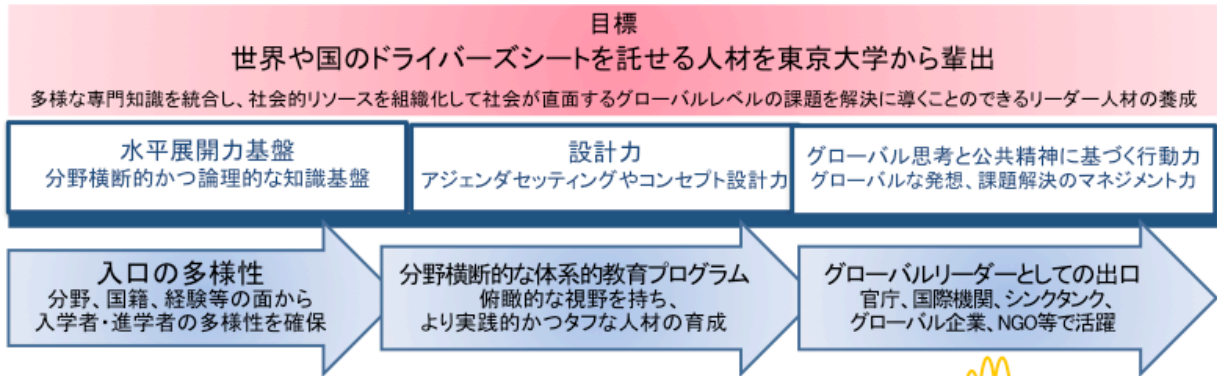 目標
世界や国のドライバーズシートを託せる人材を東京大学から輩出
多様な専門知識を統合し、社会的リソースを組織化して社会が直面するグローバルレベルの課題を解決に導くことのできるリーダー人材の養成
水平展開力基盤
分野横断的かつ論理的な知識基盤
設計力
アジェンダセッティングやコンセプト設計力
グローバル思考と公共精神に基づく行動力
グローバルな発想、課題解決のマネジメント力
入口の多様性
分野、国籍、経験等の面から
入学者・進学者の多様性を確保
分野横断的な体系的教育プログラム
俯瞰的な視野を持ち、
より実践的かつタフな人材の育成
グローバルリーダーとしての出口
官庁、国際機関、シンクタンク、
グローバル企業、NGO等で活躍